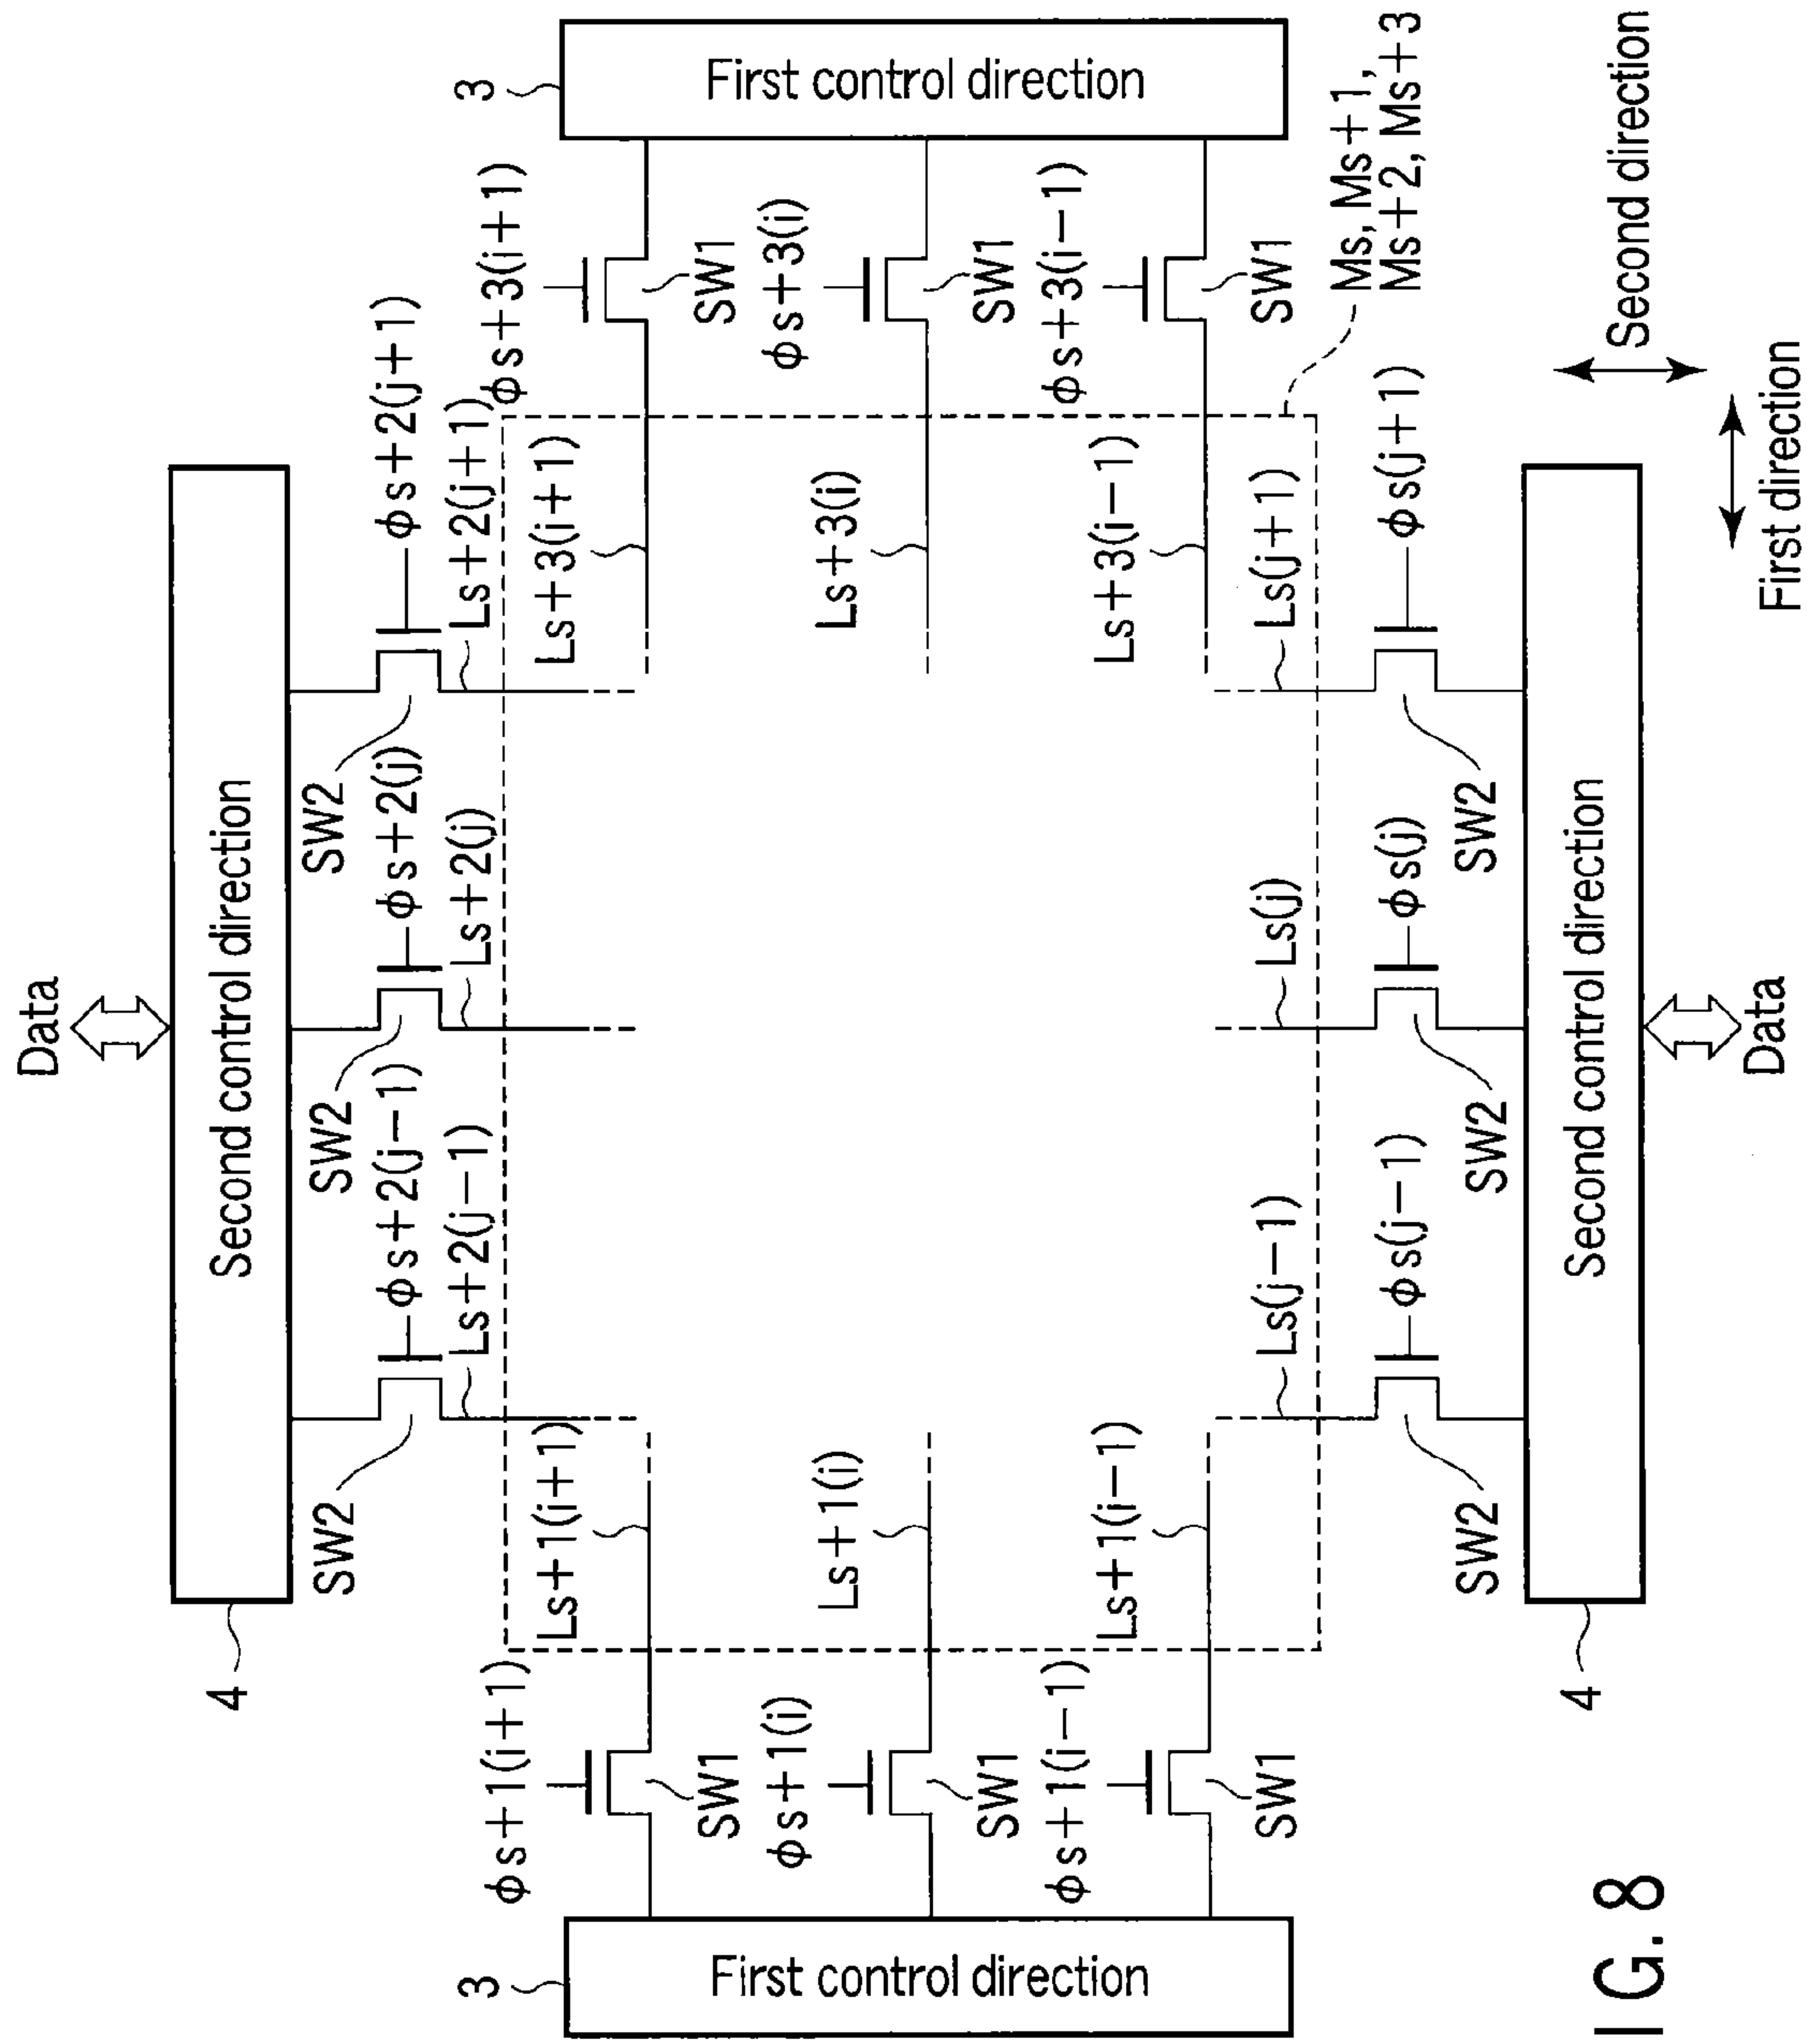 Data
Second control direction
4
SW2
SW2
SW2
φs+2(j-1)
φs+2(j)
φs+2(j+1)
Ls+2(j-1)
Ls+2(j)
Ls+2(j+1)
3
First control direction
φs+3(i+1)
SW1
φs+3(i)
SW1
φs+3(i-1)
SW1
Ls+3(i+1)
Ls+3(i)
Ls+3(i-1)
Ms, Ms+1,
Ms+2, Ms+3
Ls+1(i+1)
Ls+1(i)
Ls+1(i-1)
φs+1(i+1)
SW1
φs+1(i)
SW1
φs+1(i-1)
SW1
3
First control direction
Ls(j-1)
Ls(j)
Ls(j+1)
φs(j-1)
φs(j)
φs(j+1)
SW2
SW2
SW2
4
Second control direction
Data
Second direction
First direction
IG. 8